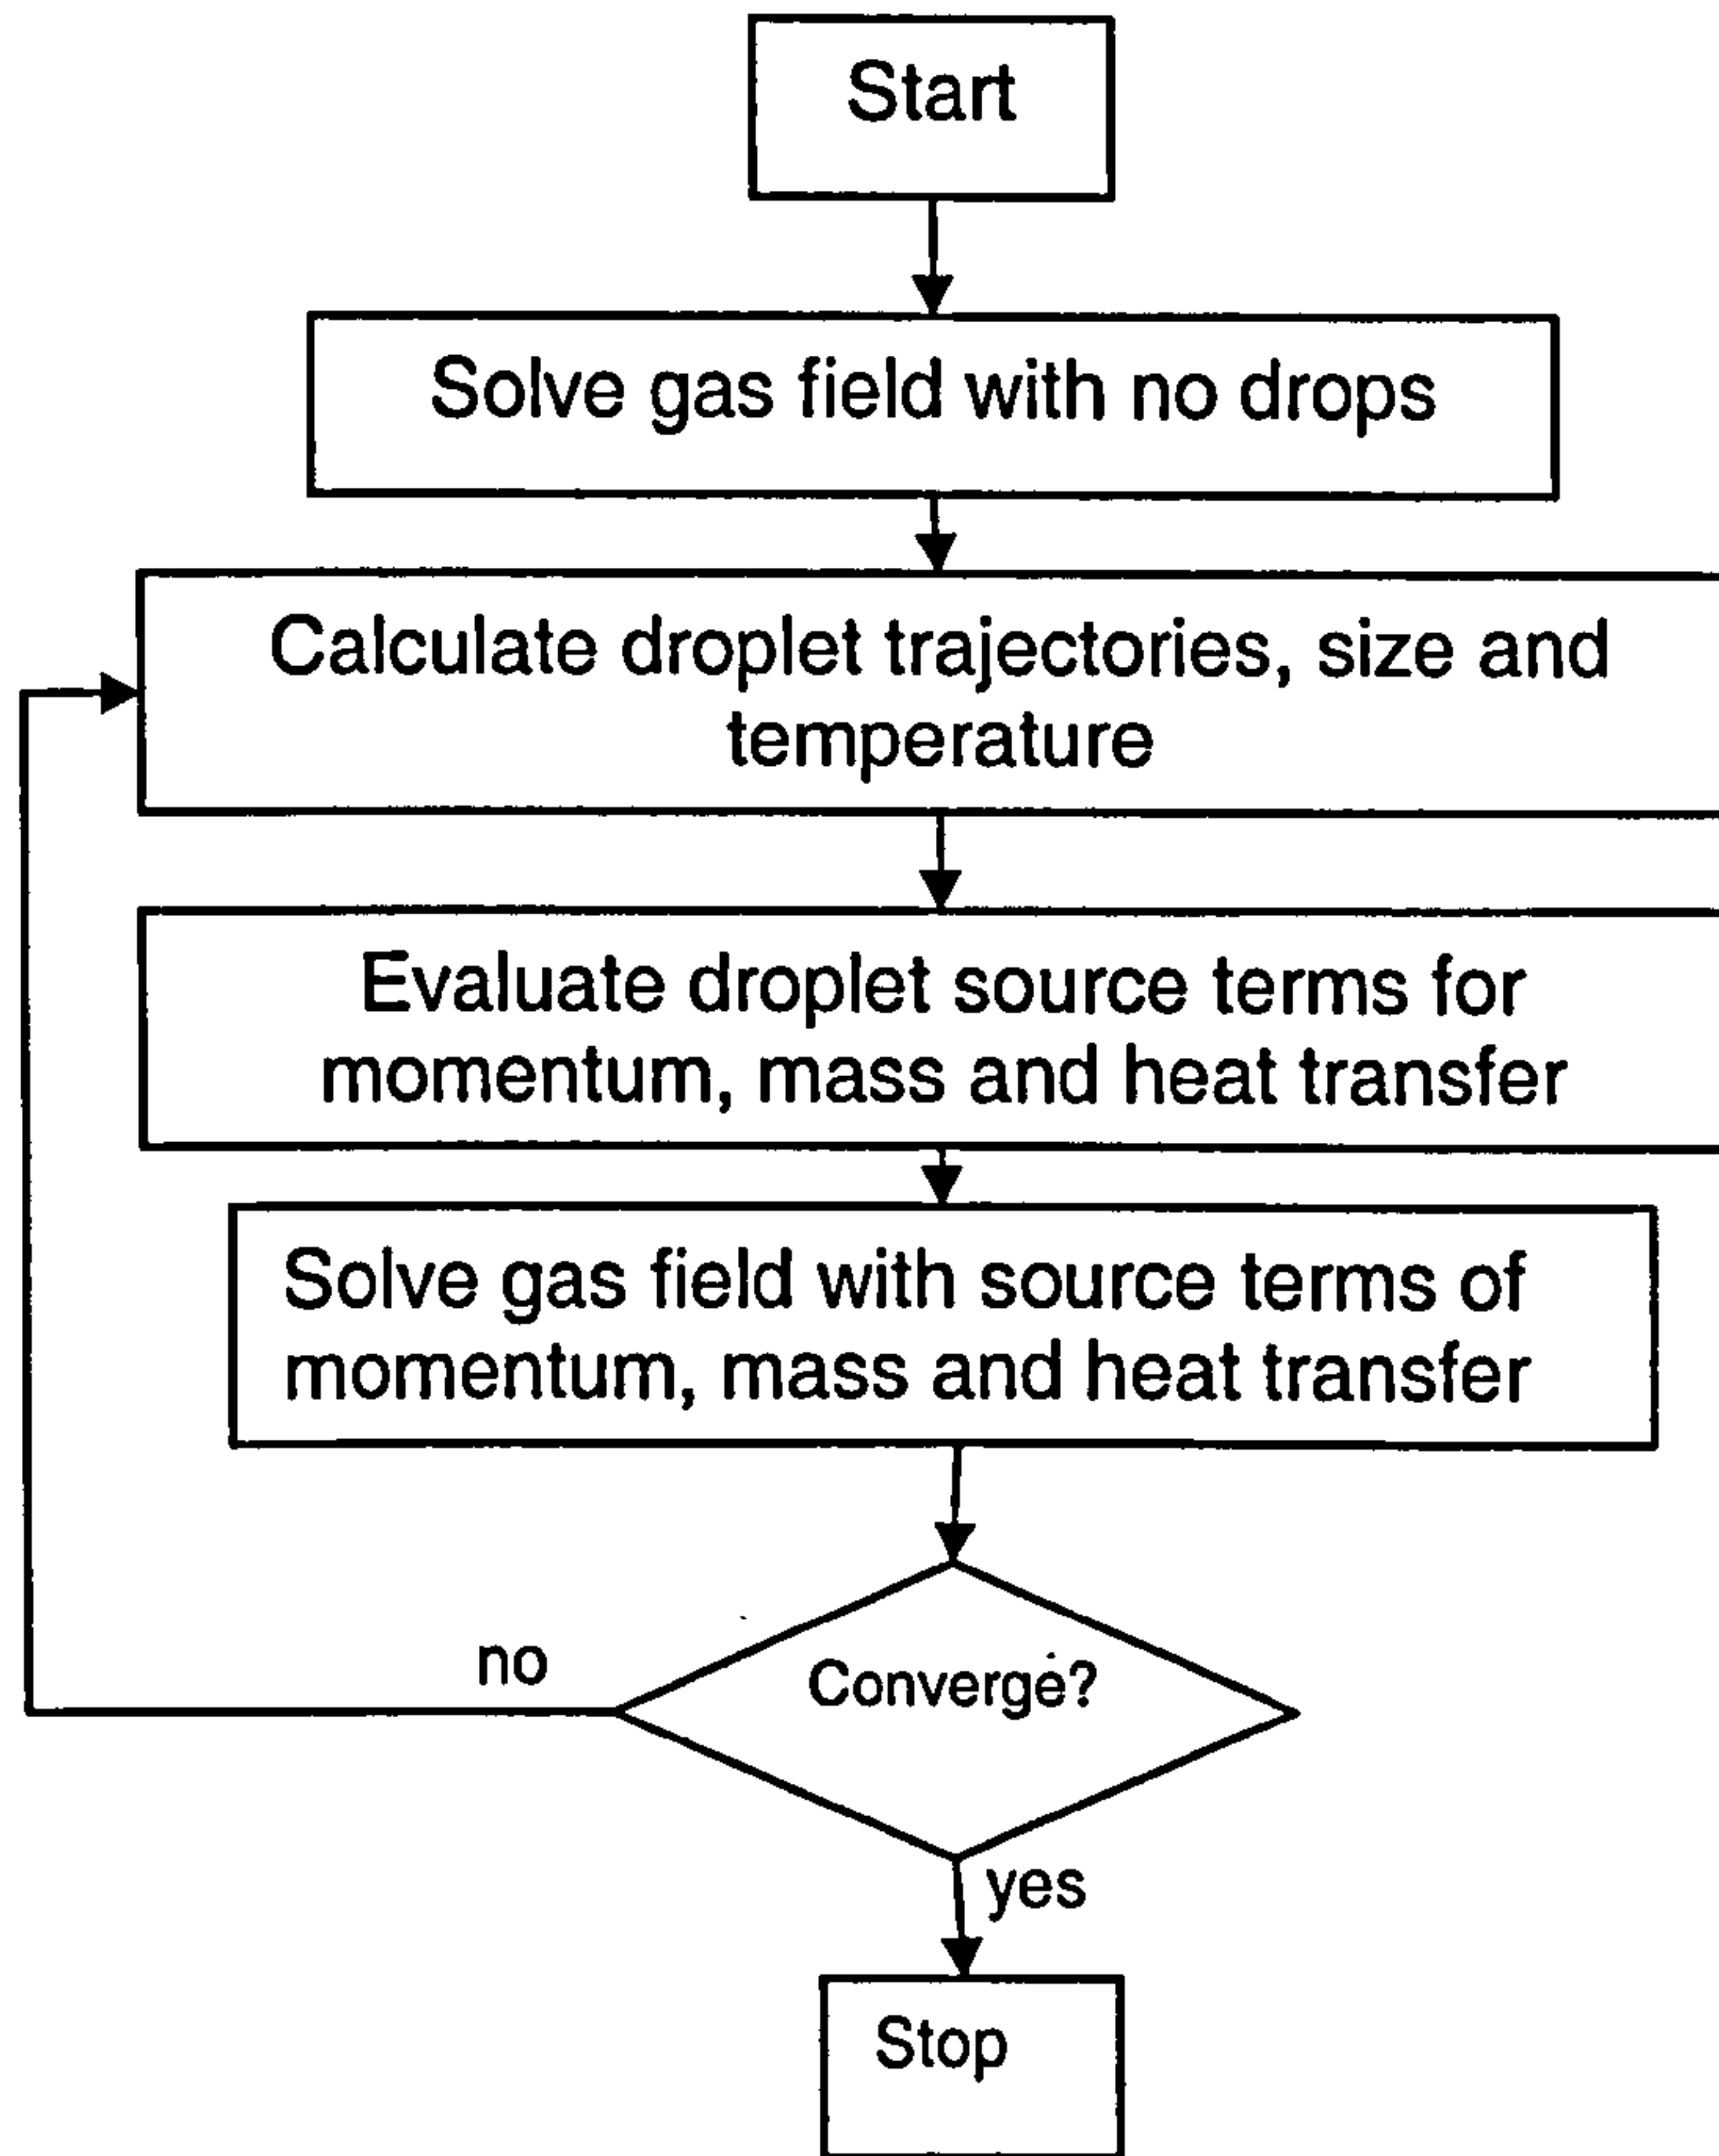 Start
Solve gas field with no drops
Calculate droplet trajectories, size and
temperature
Evaluate droplet source terms for
momentum, mass and heat transfer
Solve gas field with source terms of
momentum, mass and heat transfer
no
Converge?
yes
Stop